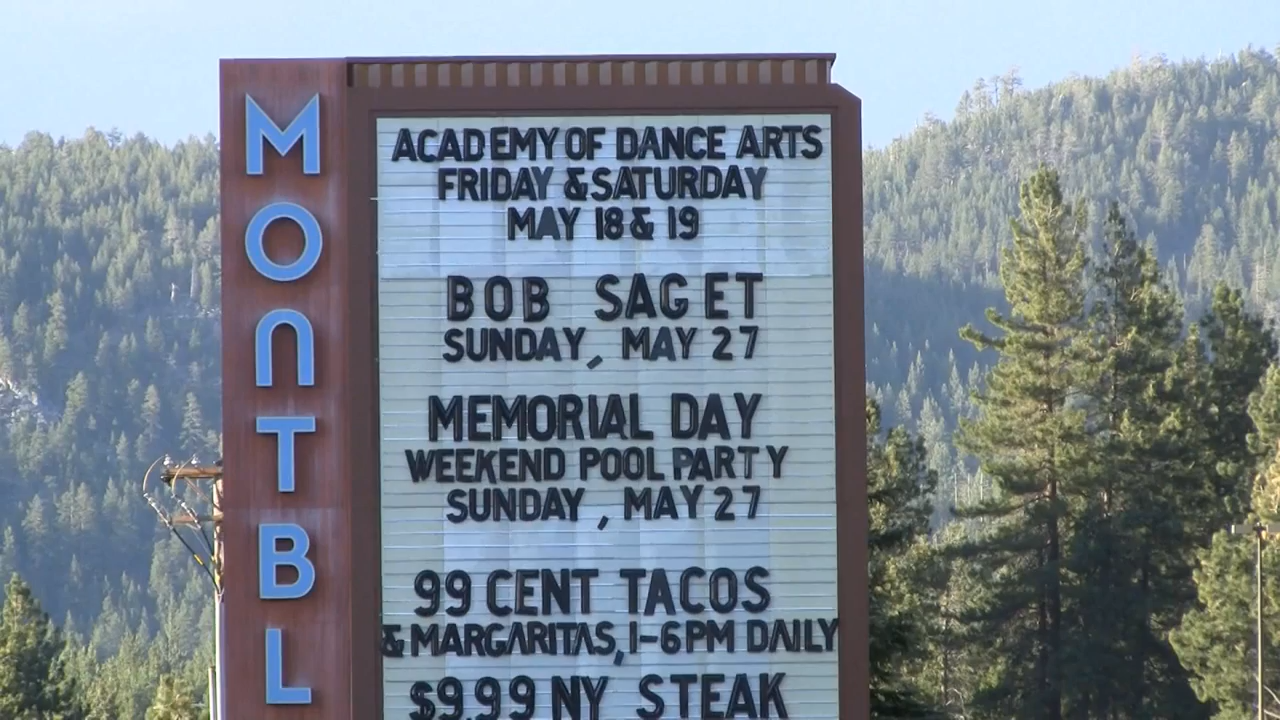 MONTBL
ACADEMY OF DANCE ARTS
FRIDAY & SATURDAY
MAY 18 & 19
BOB SAGET
SUNDAY, MAY 27
MEMORIAL DAY
WEEKEND POOL PARTY
SUNDAY, MAY 27
99 CENT TACOS
& MARGARITAS, 1-6PM DAILY
$9.99 NY STEAK